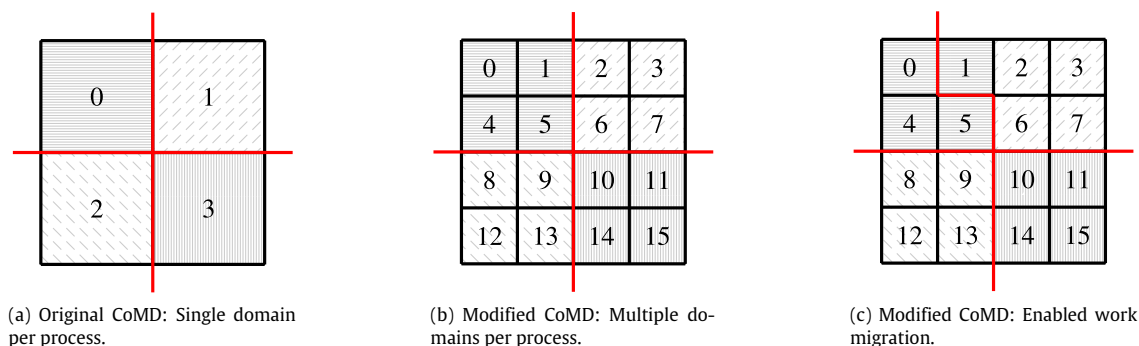 0 1
2 3
(a) Original CoMD: Single domain
per process.
0 1 2 3
4 5 6 7
8 9 10 11
12 13 14 15
(b) Modified CoMD: Multiple do-
mains per process.
0 1 2 3
4 5 6 7
8 9 10 11
12 13 14 15
(c) Modified CoMD: Enabled work
migration.